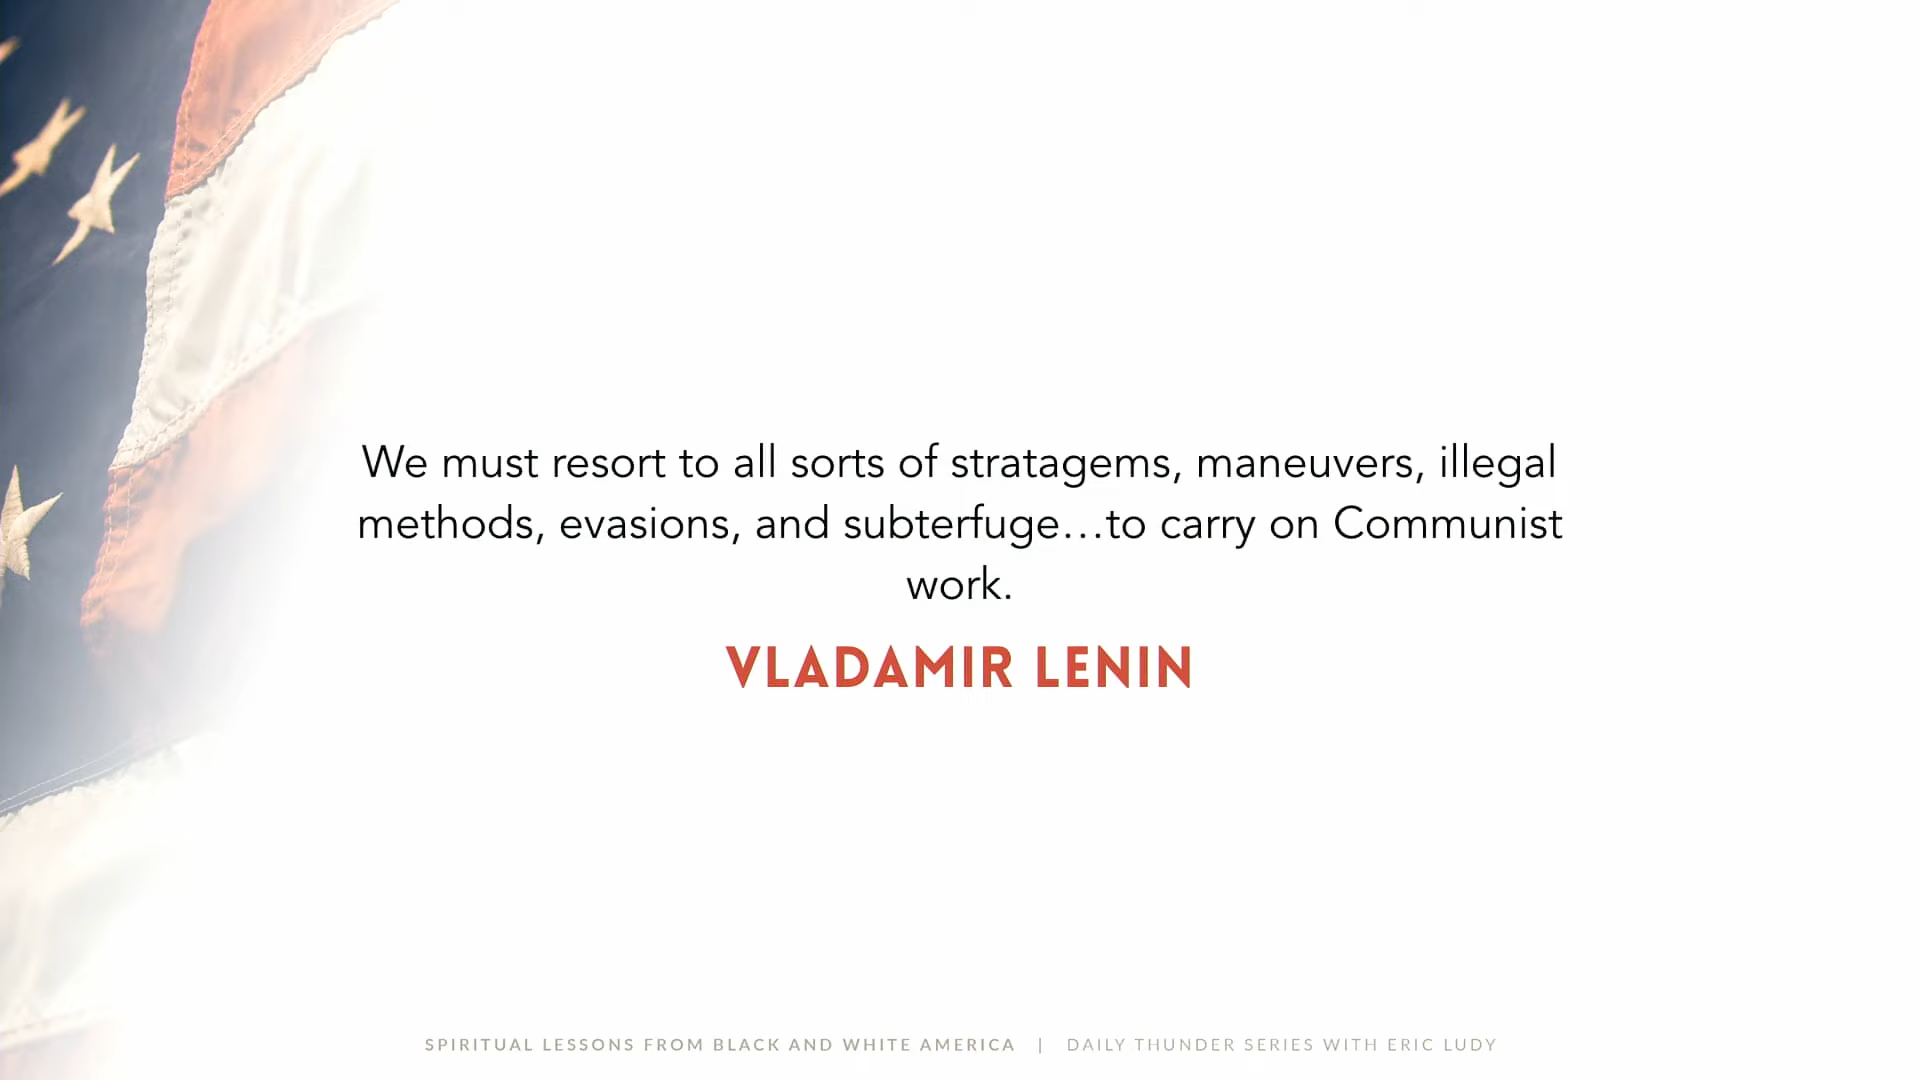 We must resort to all sorts of stratagems, maneuvers, illegal
methods, evasions, and subterfuge…to carry on Communist
work.
VLADAMIR LENIN
SPIRITUAL LESSONS FROM BLACK AND WHITE AMERICA | DAILY THUNDER SERIES WITH ERIC LUDY